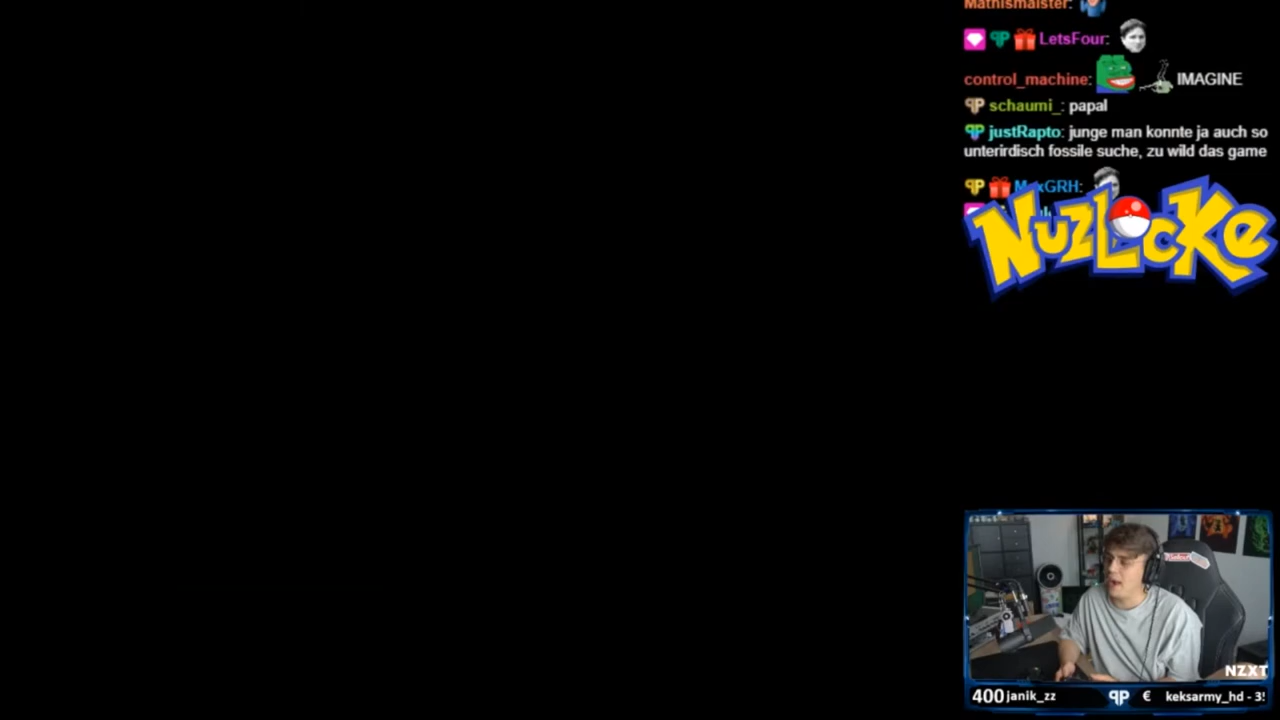 Mathismaister:
LetsFour:
control_machine: IMAGINE
schaumi_: papal
justRapto: junge man konnte ja auch so
unterirdisch fossile suche, zu wild das game
GRH:
NUZLOCKE
NZXT
400 janik_zz € keksarmy_hd -